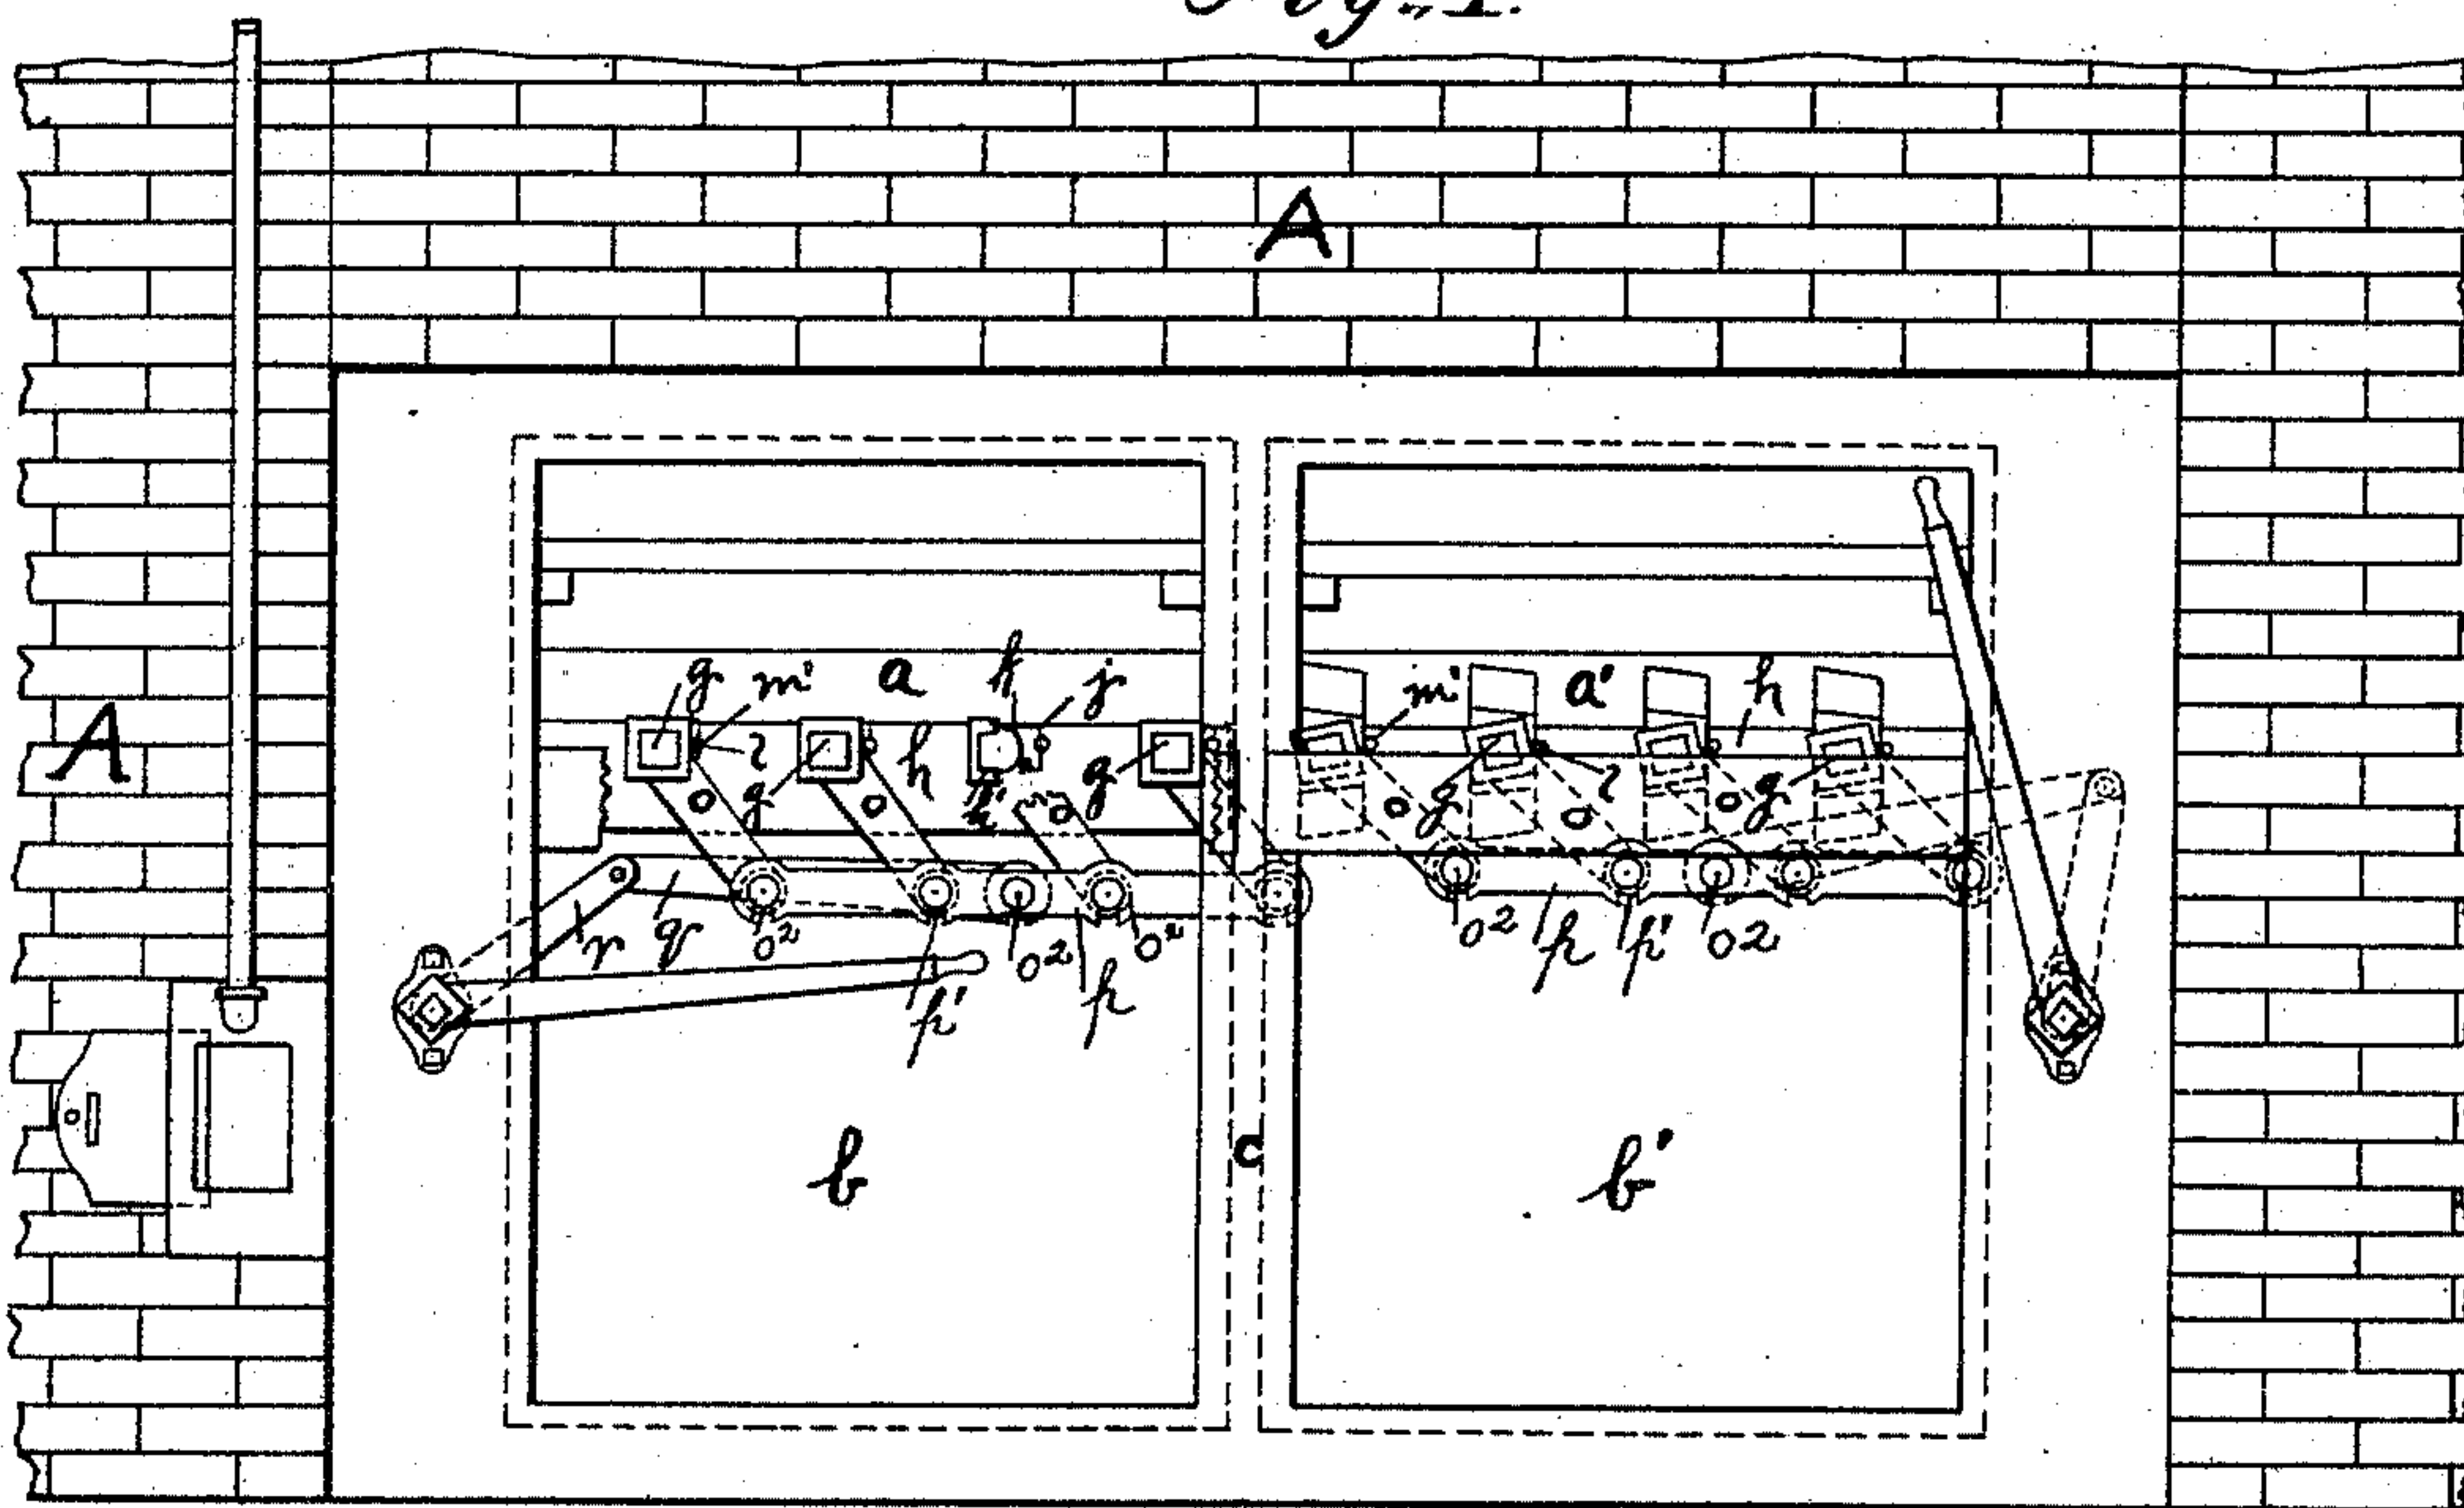 Fig. 1.
A
A
g m' a k j
m' a' h
l g o o h k' g o
o g o l o g
r q o² p' o² p o²
o² p p' o²
b c b'